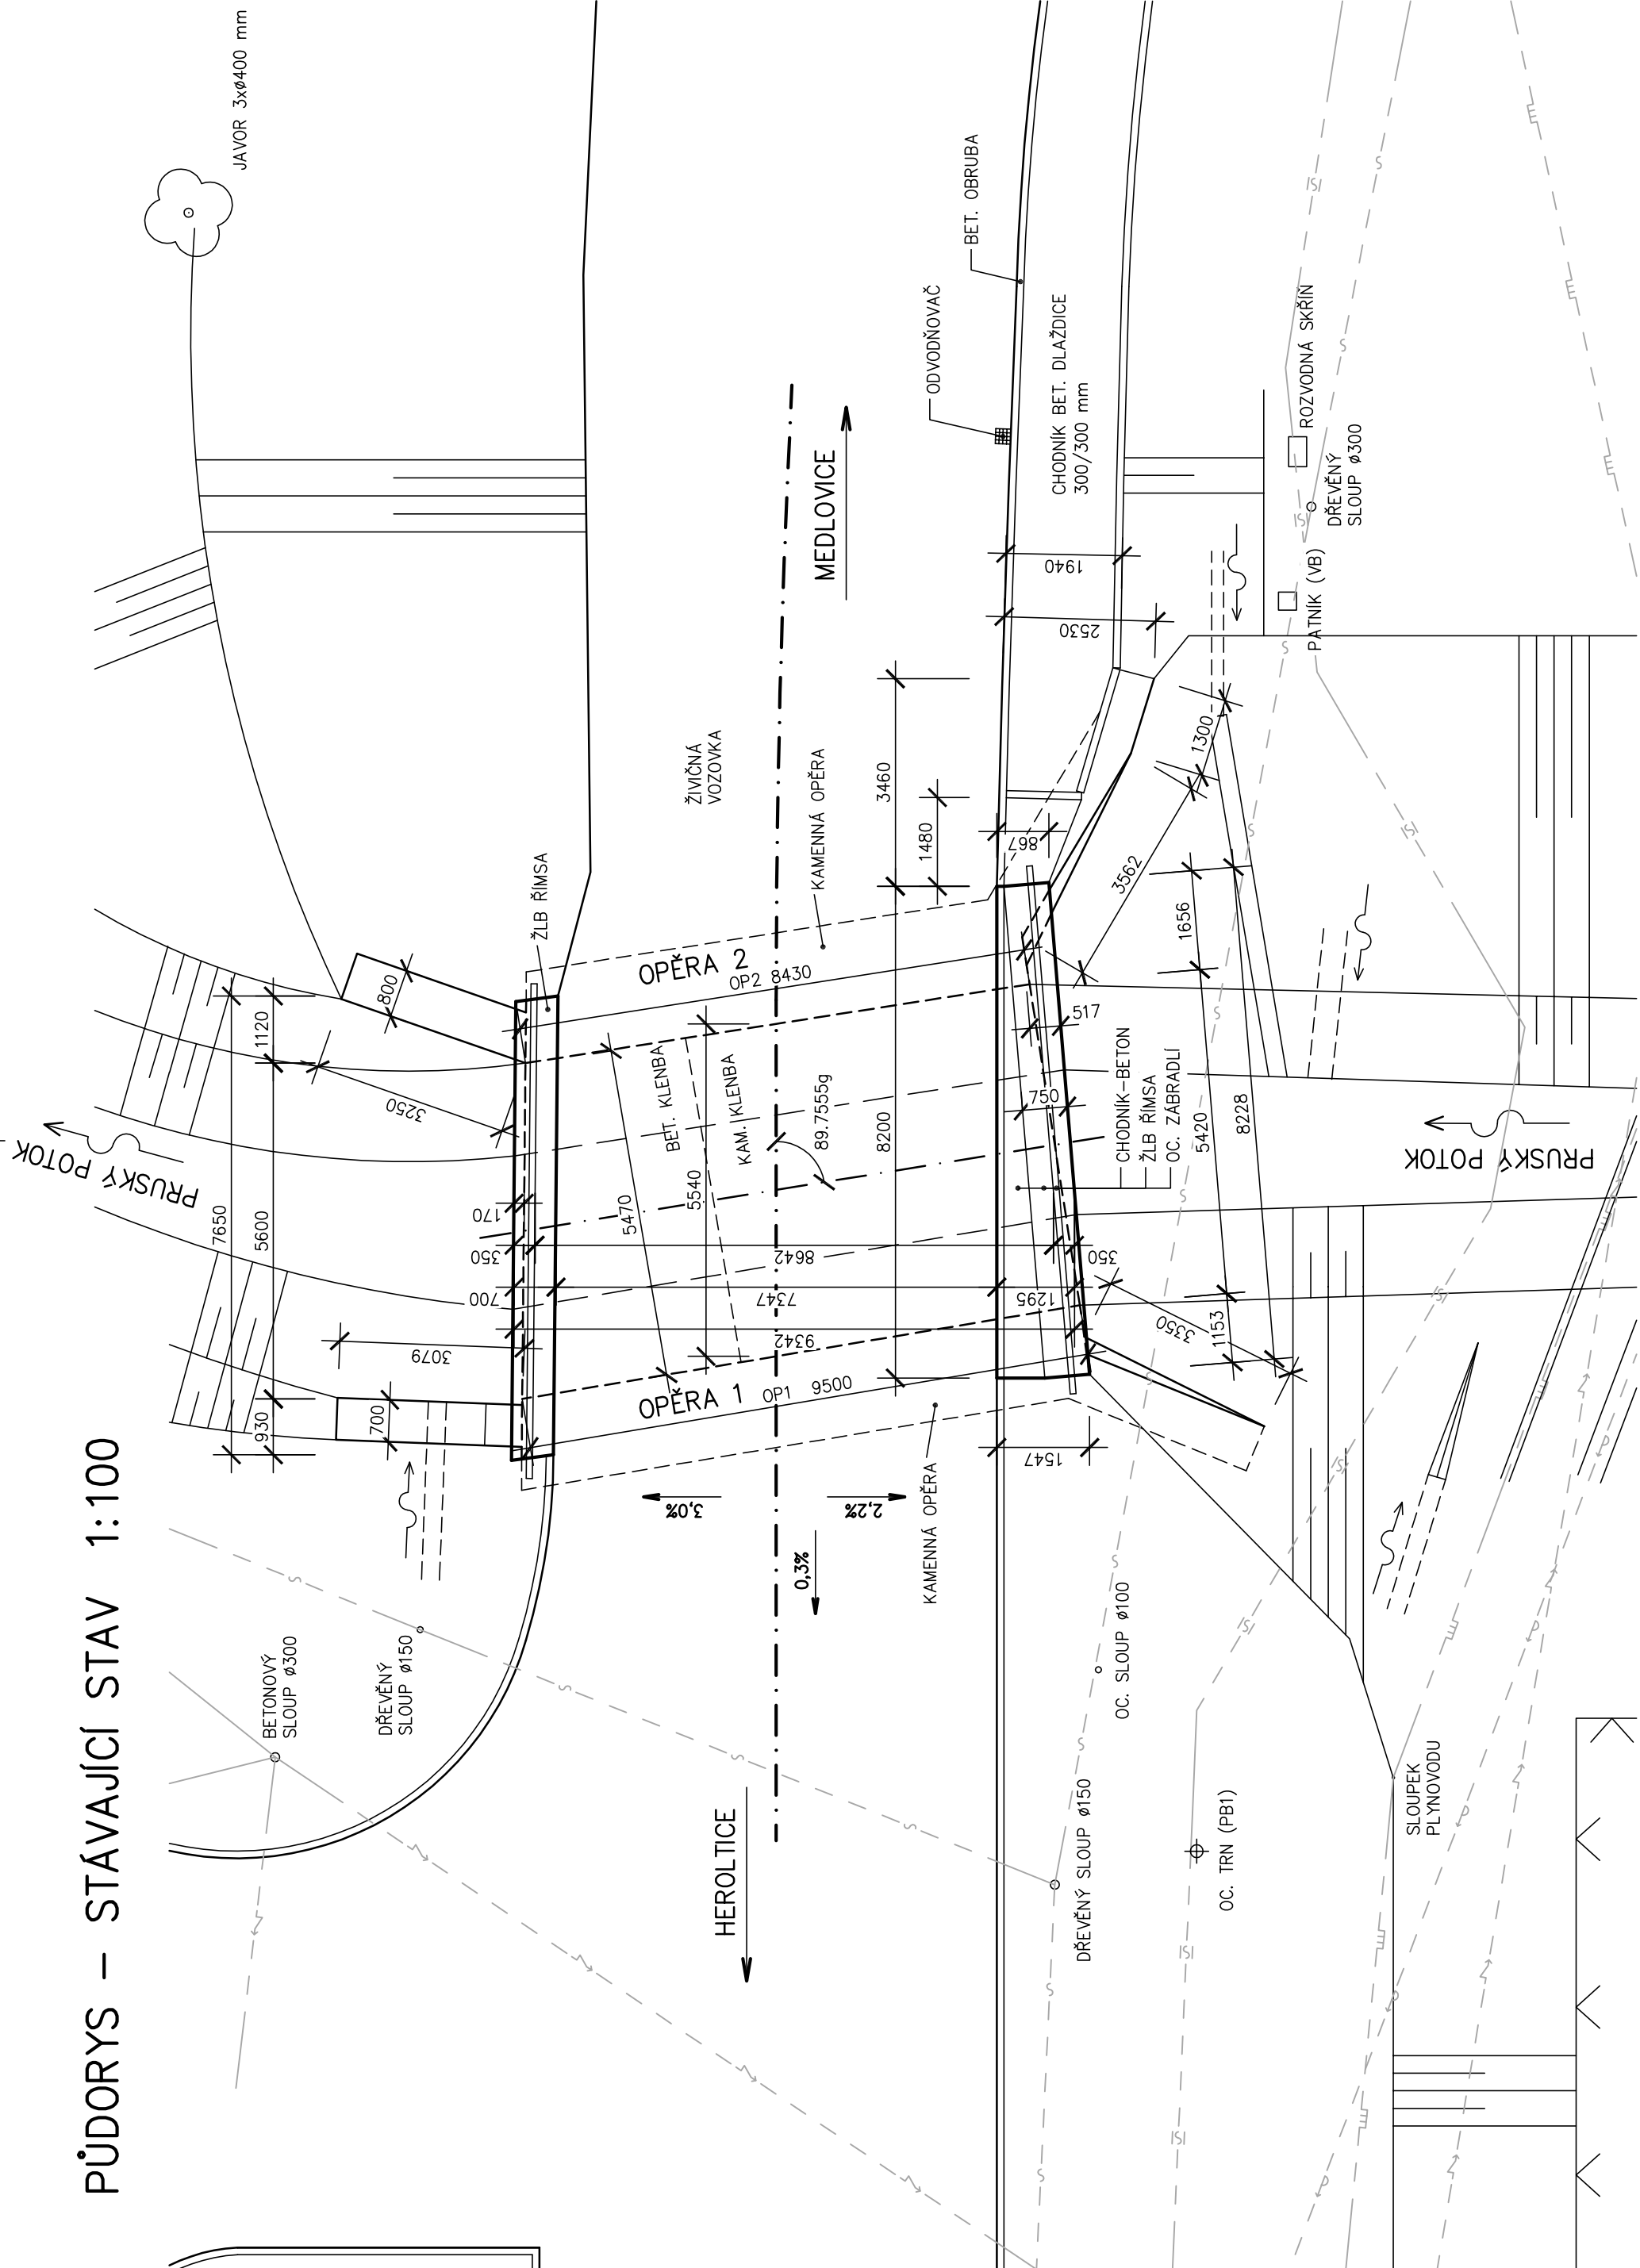 PŮDORYS – STÁVAJÍCÍ STAV 1:100
JAVOR 3xø400 mm
PRUSKÝ POTOK
7650
1120
5600
930
800
3250
3079
700
BETONOVÝ
SLOUP ø300
DŘEVĚNÝ
SLOUP ø150
ŽLB ŘÍMSA
170
350
700
OPĚRA 2
OP2 8430
BET. KLENBA
KAM. KLENBA
5470
5540
89.7555g
8642
7347
9342
OPĚRA 1
OP1 9500
ŽIVIČNÁ
VOZOVKA
KAMENNÁ OPĚRA
MEDLOVICE
HEROLTICE
3,0%
2,2%
0,3%
KAMENNÁ OPĚRA
3460
1480
8200
867
ODVODŇOVAČ
BET. OBRUBA
CHODNÍK BET. DLAŽDICE
300/300 mm
1940
2530
517
750
350
1295
1547
CHODNÍK–BETON
ŽLB ŘÍMSA
OC. ZÁBRADLÍ
3562
1300
1656
5420
8228
1153
3350
PRUSKÝ POTOK
ROZVODNÁ SKŘÍŇ
DŘEVĚNÝ
SLOUP ø300
PATNÍK (VB)
OC. SLOUP ø100
DŘEVĚNÝ SLOUP ø150
OC. TRN (PB1)
SLOUPEK
PLYNOVODU